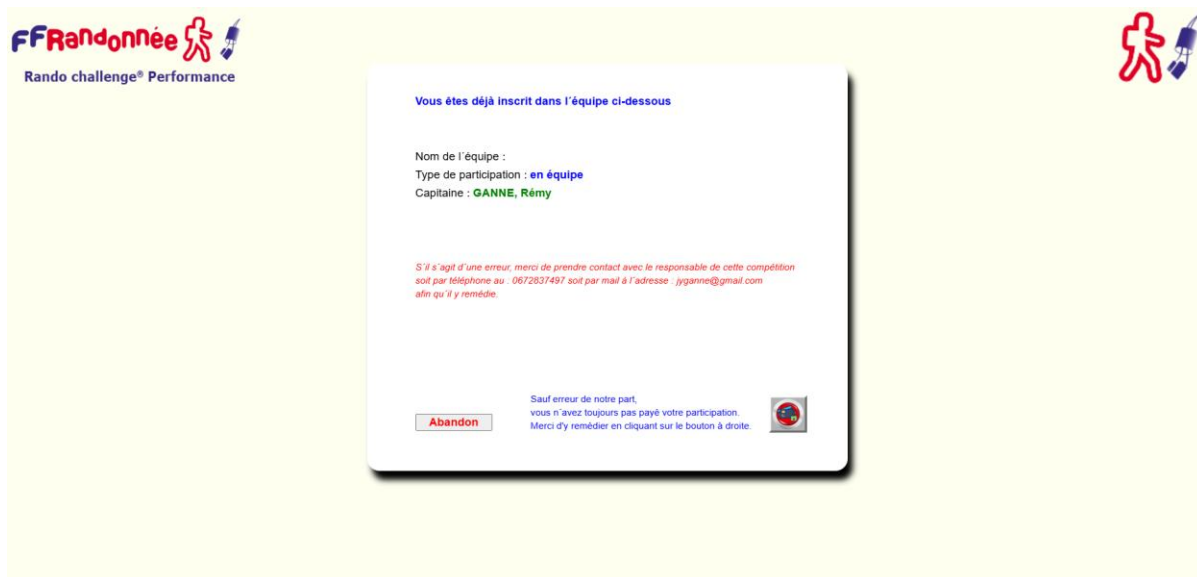 FFRandonnée
Rando challenge® Performance
Vous êtes déjà inscrit dans l´équipe ci-dessous
Nom de l´équipe :
Type de participation : en équipe
Capitaine : GANNE, Rémy
S´il s´agit d´une erreur, merci de prendre contact avec le responsable de cette compétition
soit par téléphone au : 0672837497 soit par mail à l´adresse : jyganne@gmail.com
afin qu´il y remédie.
Sauf erreur de notre part,
vous n´avez toujours pas payé votre participation.
Merci d'y remédier en cliquant sur le bouton à droite.
Abandon